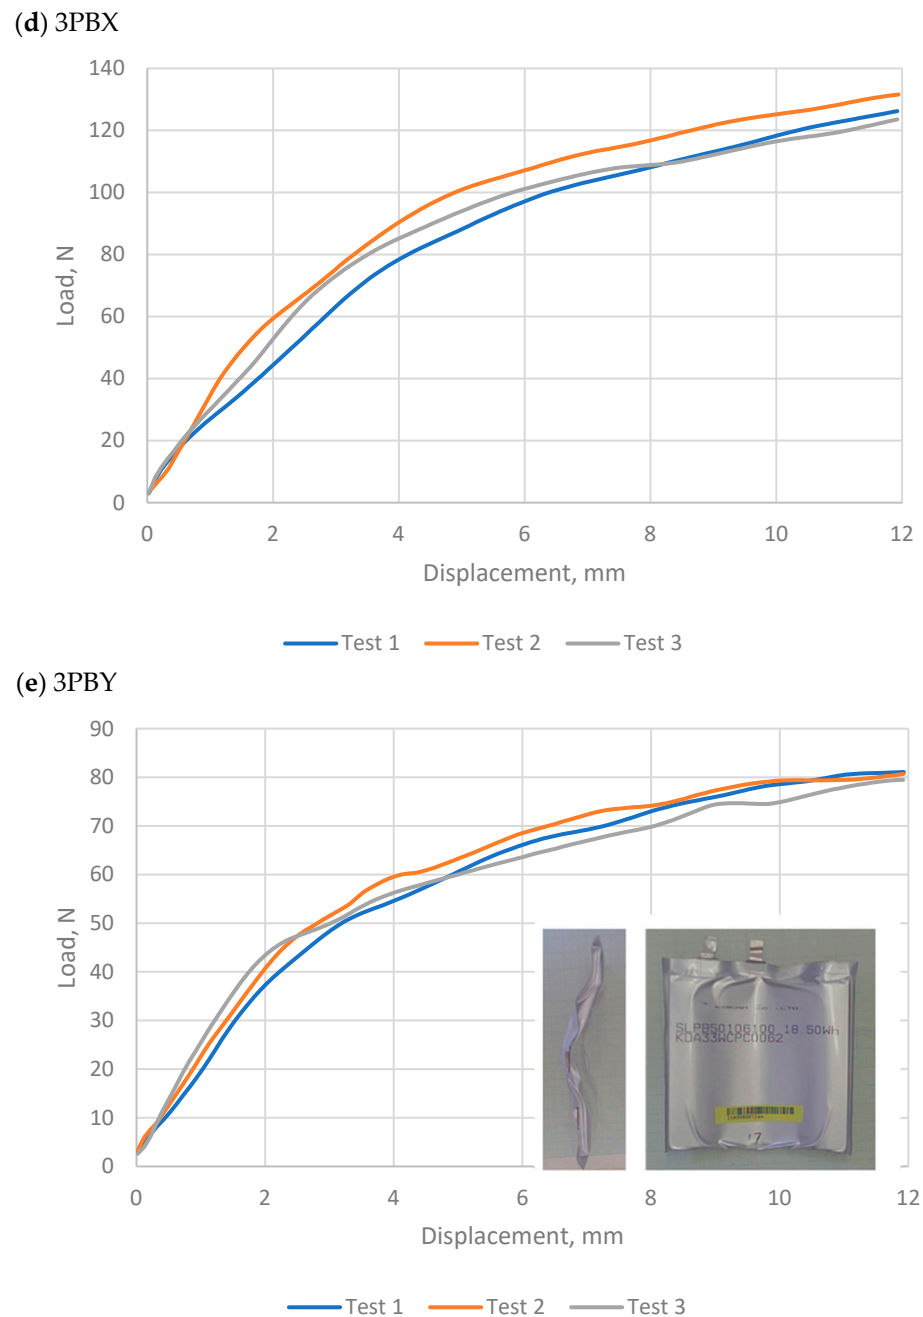 (d) 3PBX
140
120
100
80
60
40
20
0
Load, N
0 2 4 6 8 10 12
Displacement, mm
Test 1 Test 2 Test 3
(e) 3PBY
90
80
70
60
50
40
30
20
10
0
Load, N
SLPB50106100 18.50Wh
KDA33WCPC0062
17
0 2 4 6 8 10 12
Displacement, mm
Test 1 Test 2 Test 3